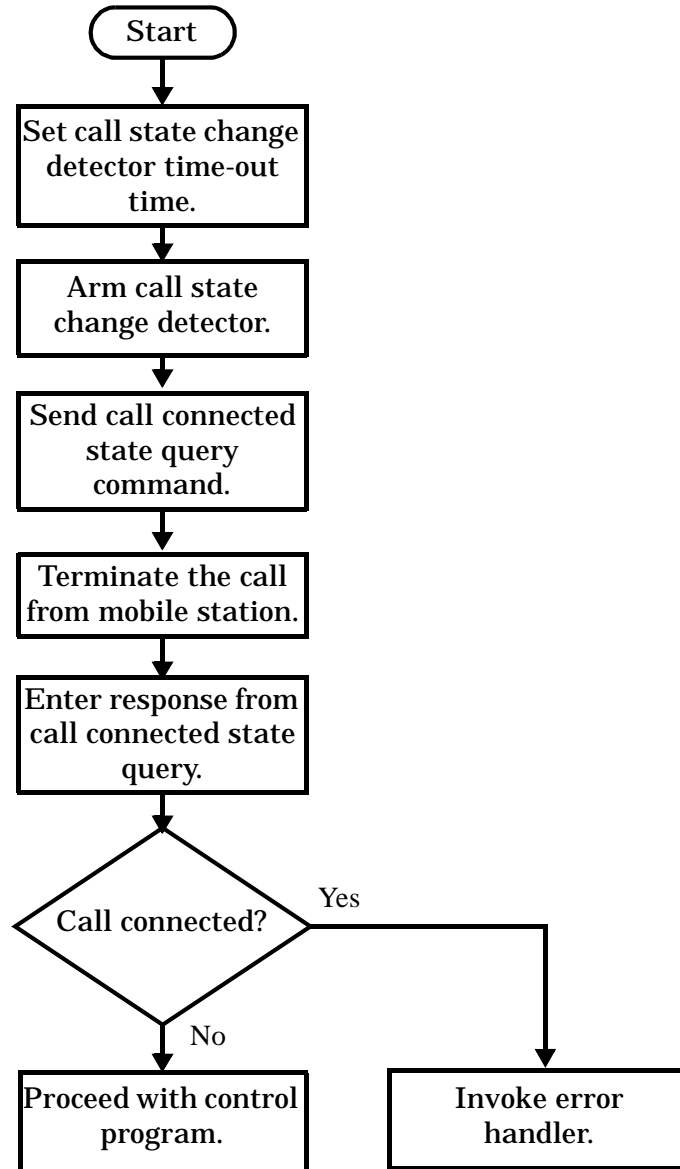 Start
Set call state change
detector time-out
time.
Arm call state
change detector.
Send call connected
state query
command.
Terminate the call
from mobile station.
Enter response from
call connected state
query.
Call connected?
Yes
No
Proceed with control
program.
Invoke error
handler.